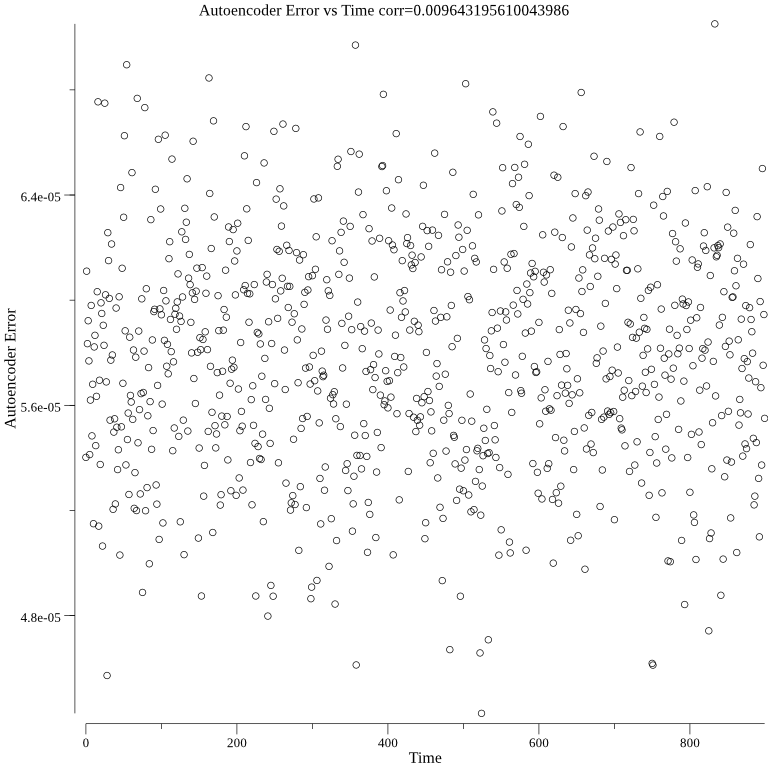 Autoencoder Error vs Time corr=0.009643195610043986
Autoencoder Error
6.4e-05
5.6e-05
4.8e-05
0 200 400 600 800
Time